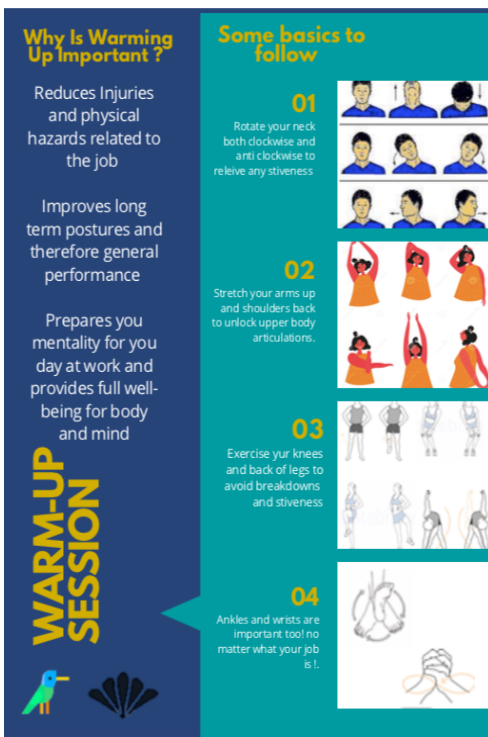 Why Is Warming
Up Important ?
Reduces Injuries
and physical
hazards related to
the job
Improves long
term postures and
therefore general
performance
Prepares you
mentality for you
day at work and
provides full well-
being for body
and mind
WARM-UP
SESSION
Some basics to
follow
01
Rotate your neck
both clockwise and
anti clockwise to
releive any stiveness
02
Stretch your arms up
and shoulders back
to unlock upper body
articulations.
03
Exercise yur knees
and back of legs to
avoid breakdowns
and stiveness
04
Ankles and wrists are
important too! no
matter what your job
is !.